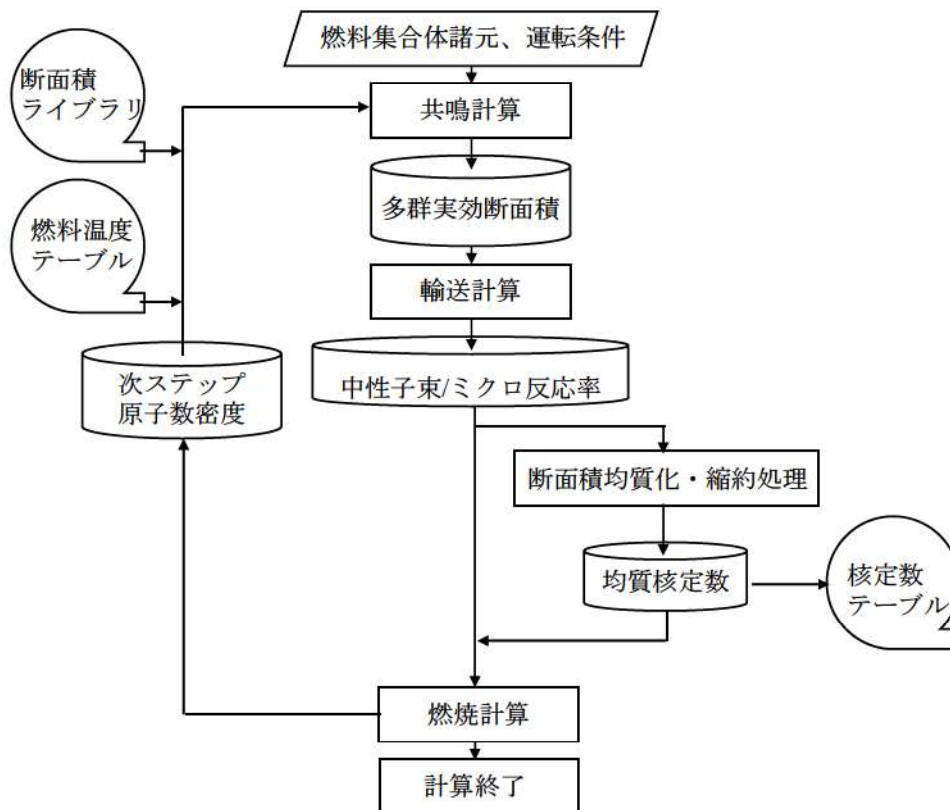 燃料集合体諸元、運転条件
断面積
ライブラリ
共鳴計算
多群実効断面積
燃料温度
テーブル
輸送計算
次ステップ
原子数密度
中性子束/ミクロ反応率
断面積均質化・縮約処理
均質核定数
核定数
テーブル
燃焼計算
計算終了